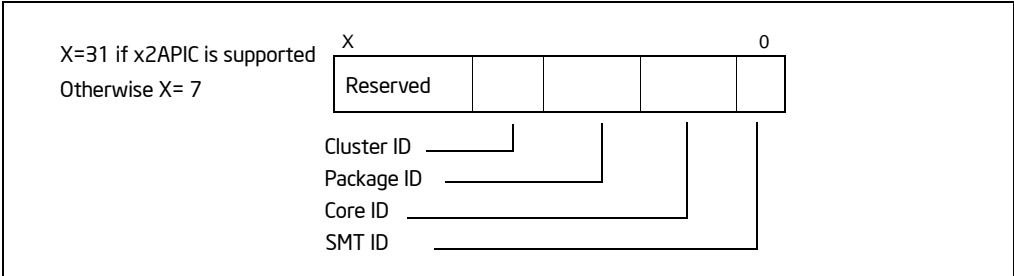 X=31 if x2APIC is supported
Otherwise X= 7
X 0
Reserved
Cluster ID
Package ID
Core ID
SMT ID